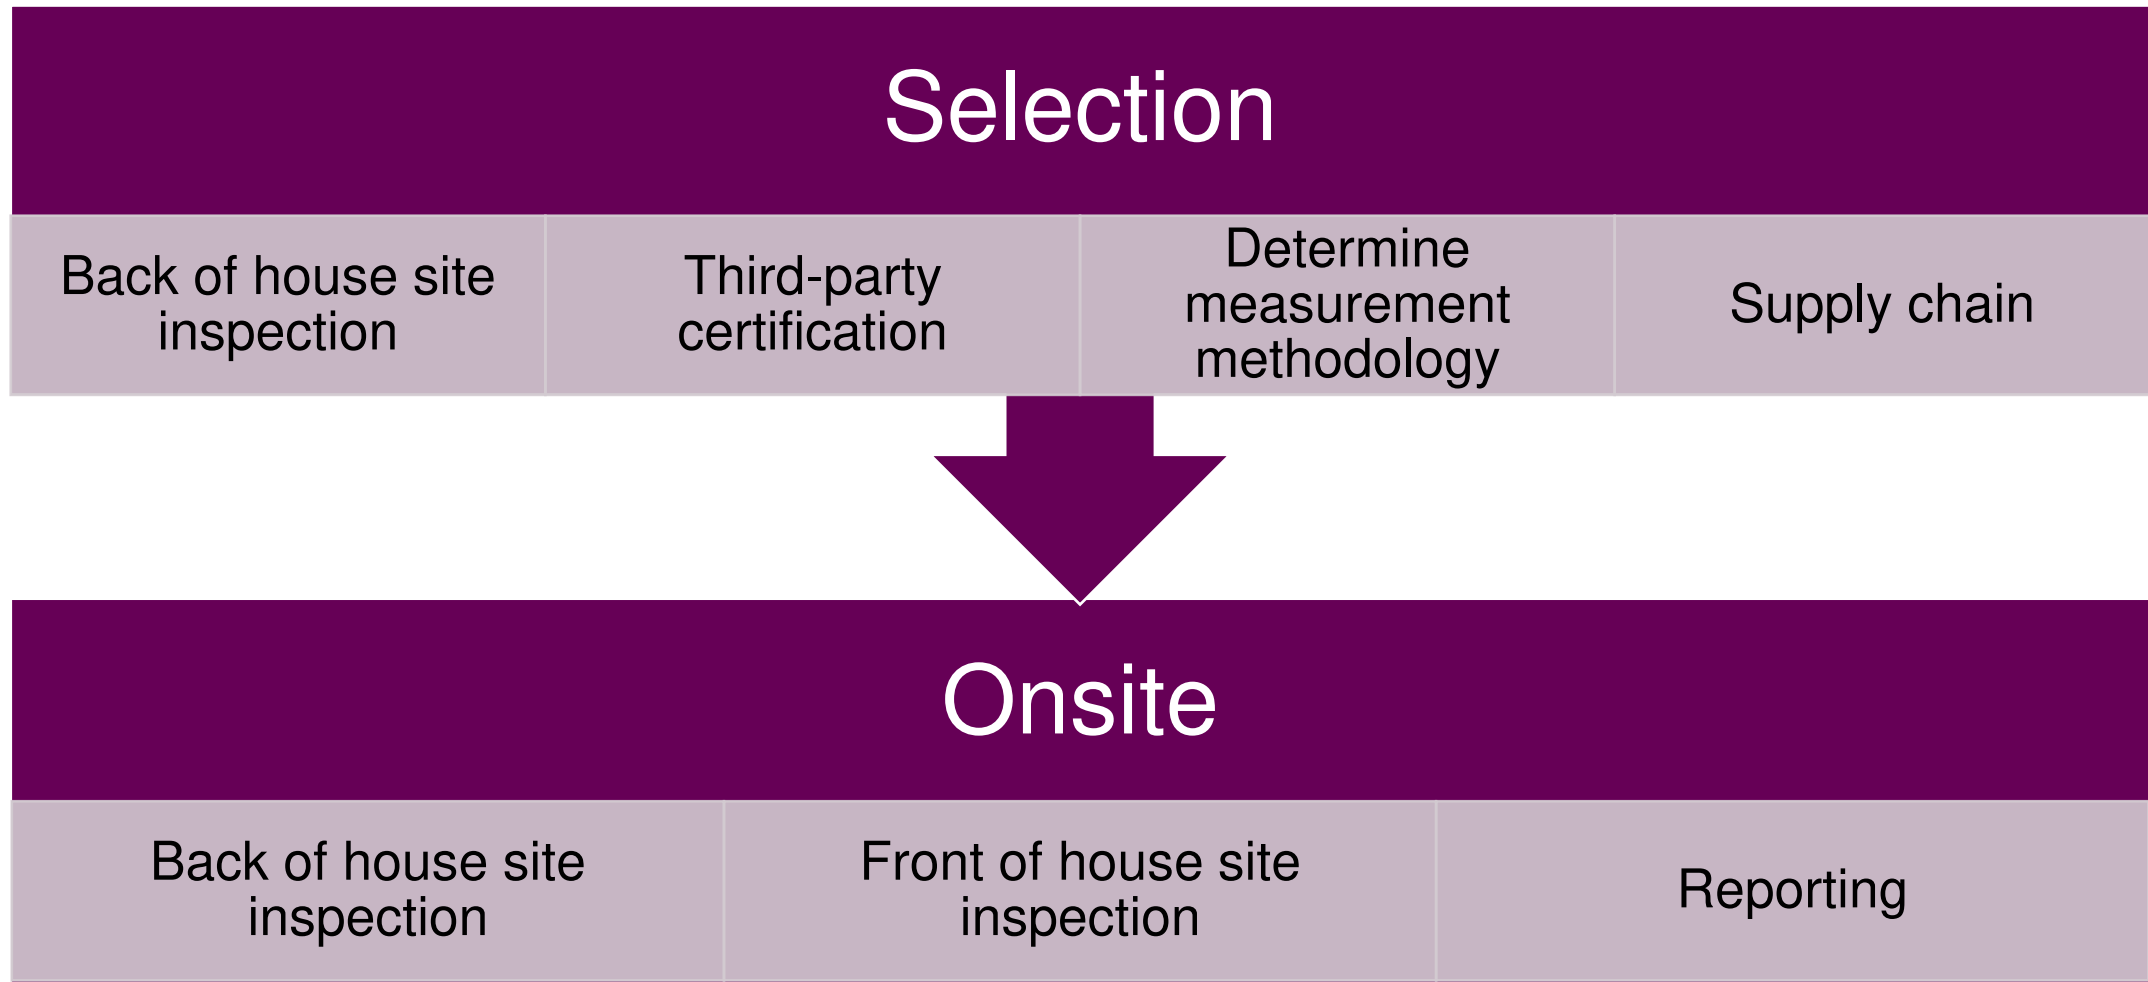 Selection
Back of house site
inspection
Third-party
certification
Determine
measurement
methodology
Supply chain
Onsite
Back of house site
inspection
Front of house site
inspection
Reporting